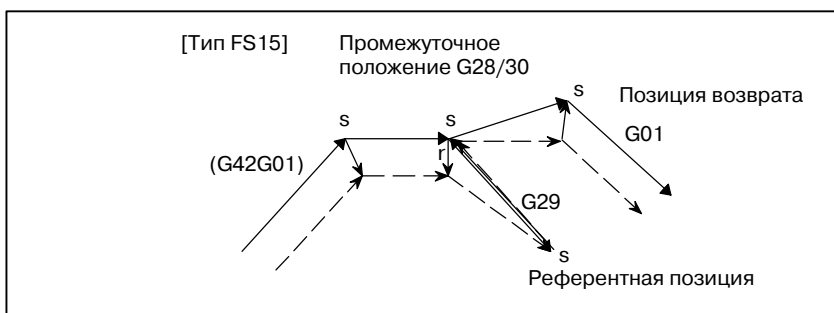 [Тип FS15]
Промежуточное
положение G28/30
s
Позиция возврата
s
s
G01
(G42G01)
r
G29
s
Референтная позиция